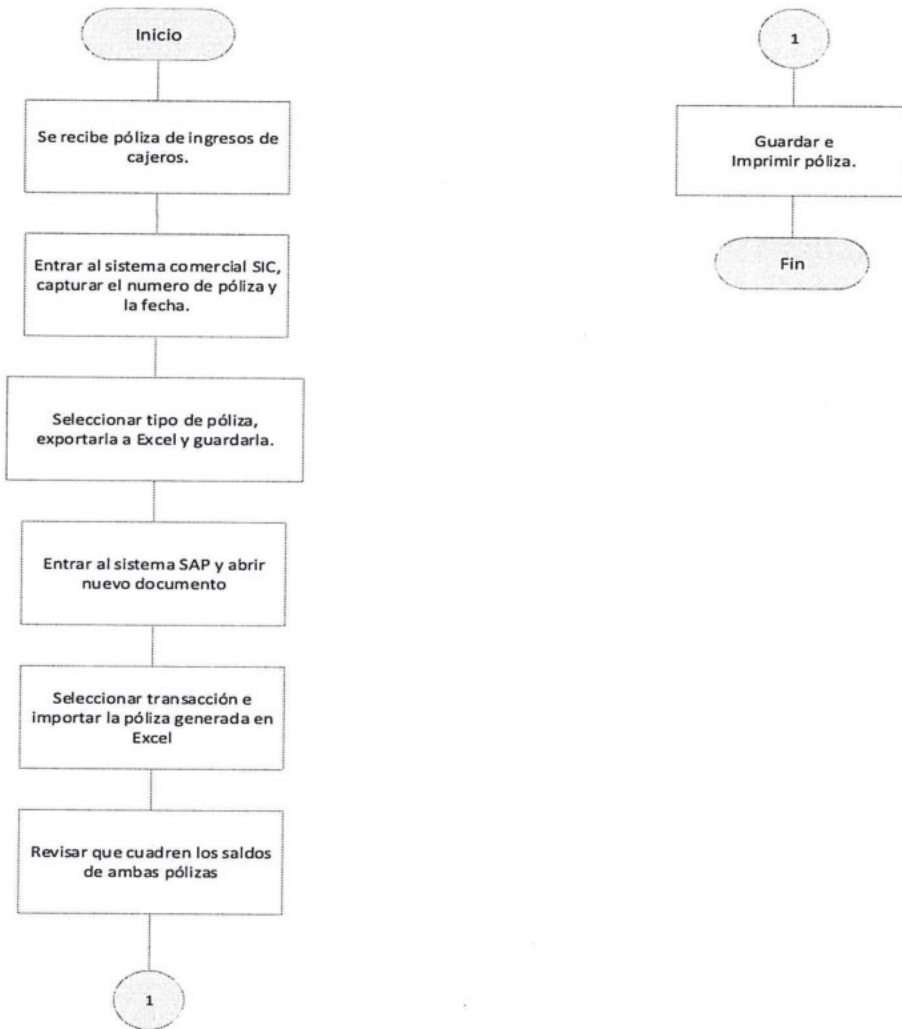 Inicio
Se recibe póliza de ingresos de
cajeros.
Entrar al sistema comercial SIC,
capturar el numero de póliza y
la fecha.
Seleccionar tipo de póliza,
exportarla a Excel y guardarla.
Entrar al sistema SAP y abrir
nuevo documento
Seleccionar transacción e
importar la póliza generada en
Excel
Revisar que cuadren los saldos
de ambas pólizas
1
1
Guardar e
Imprimir póliza.
Fin